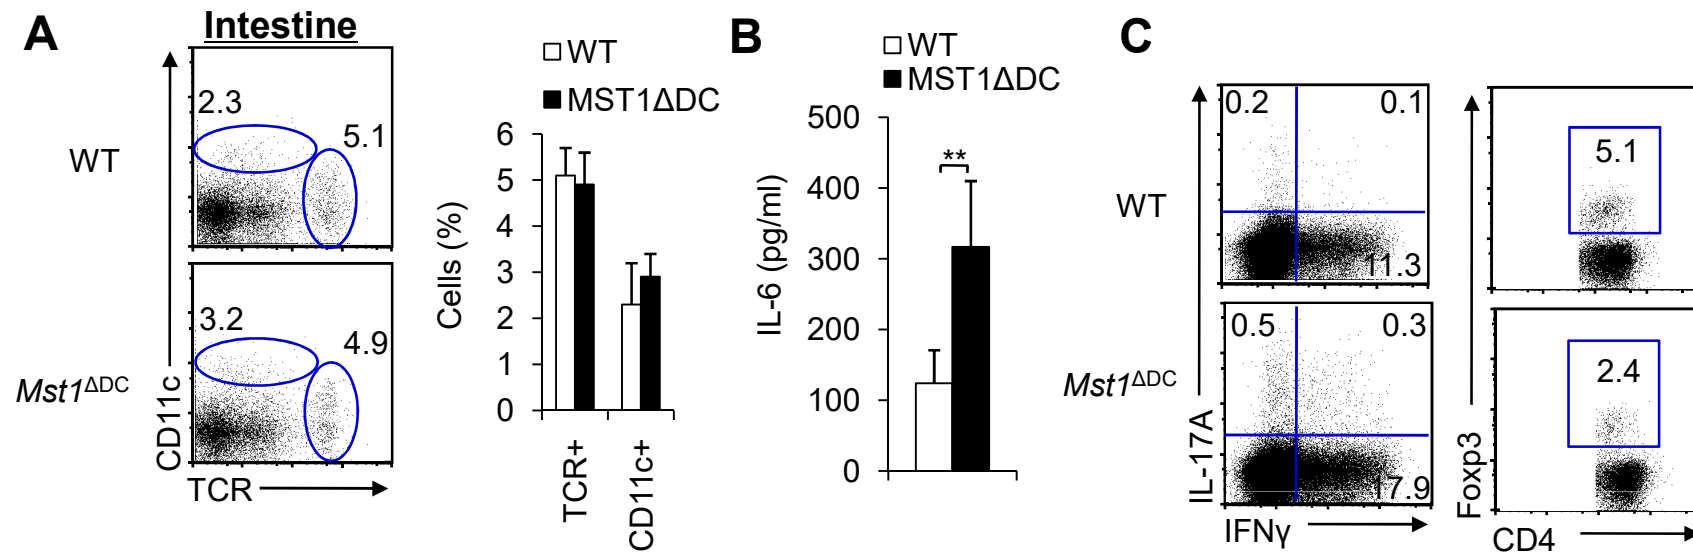 A
Intestine
WT
2.3
5.1
Mst1ΔDC
3.2
4.9
CD11c
TCR
WT
MST1ΔDC
Cells (%)
6
5
4
3
2
1
0
TCR+
CD11c+
B
WT
MST1ΔDC
IL-6 (pg/ml)
500
400
300
200
100
0
**
C
WT
0.2
0.1
11.3
5.1
Mst1ΔDC
0.5
0.3
17.9
2.4
IL-17A
IFNγ
Foxp3
CD4